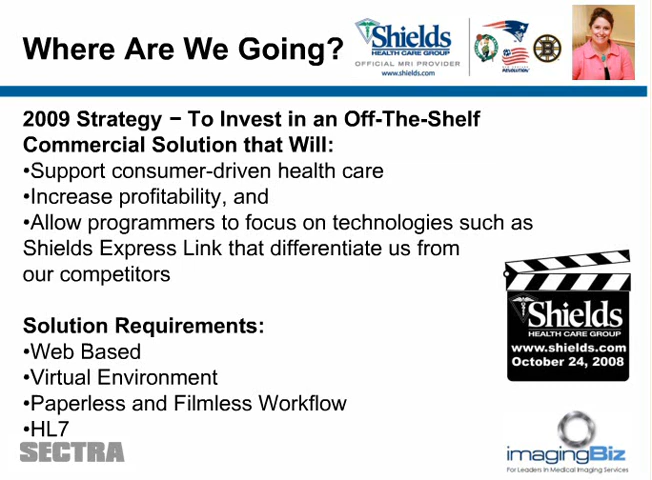 Where Are We Going?
Shields
HEALTH CARE GROUP
OFFICIAL MRI PROVIDER
www.shields.com
REVOLUTION
B
2009 Strategy − To Invest in an Off-The-Shelf
Commercial Solution that Will:
•Support consumer-driven health care
•Increase profitability, and
•Allow programmers to focus on technologies such as
Shields Express Link that differentiate us from
our competitors
Shields
HEALTH CARE GROUP
www.shields.com
October 24, 2008
Solution Requirements:
•Web Based
•Virtual Environment
•Paperless and Filmless Workflow
•HL7
SECTRA
imagingBiz
For Leaders in Medical Imaging Services